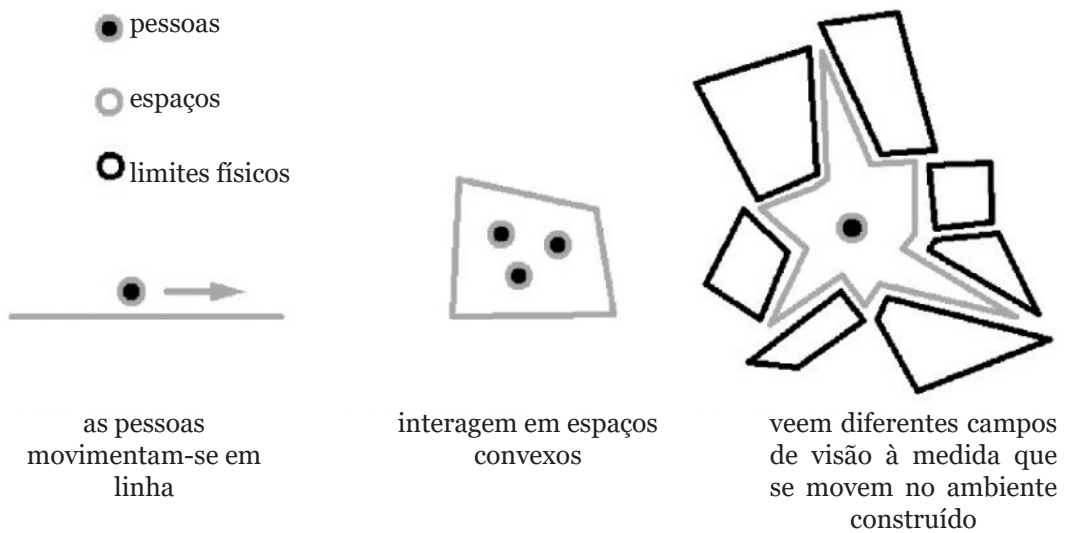 pessoas
espaços
limites físicos
as pessoas
movimentam-se em
linha
interagem em espaços
convexos
veem diferentes campos
de visão à medida que
se movem no ambiente
construído